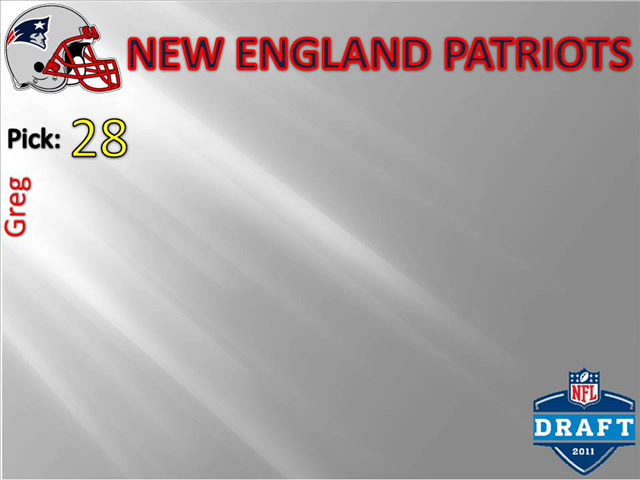 NEW ENGLAND PATRIOTS
Pick: 28
Greg
NFL
DRAFT
2011